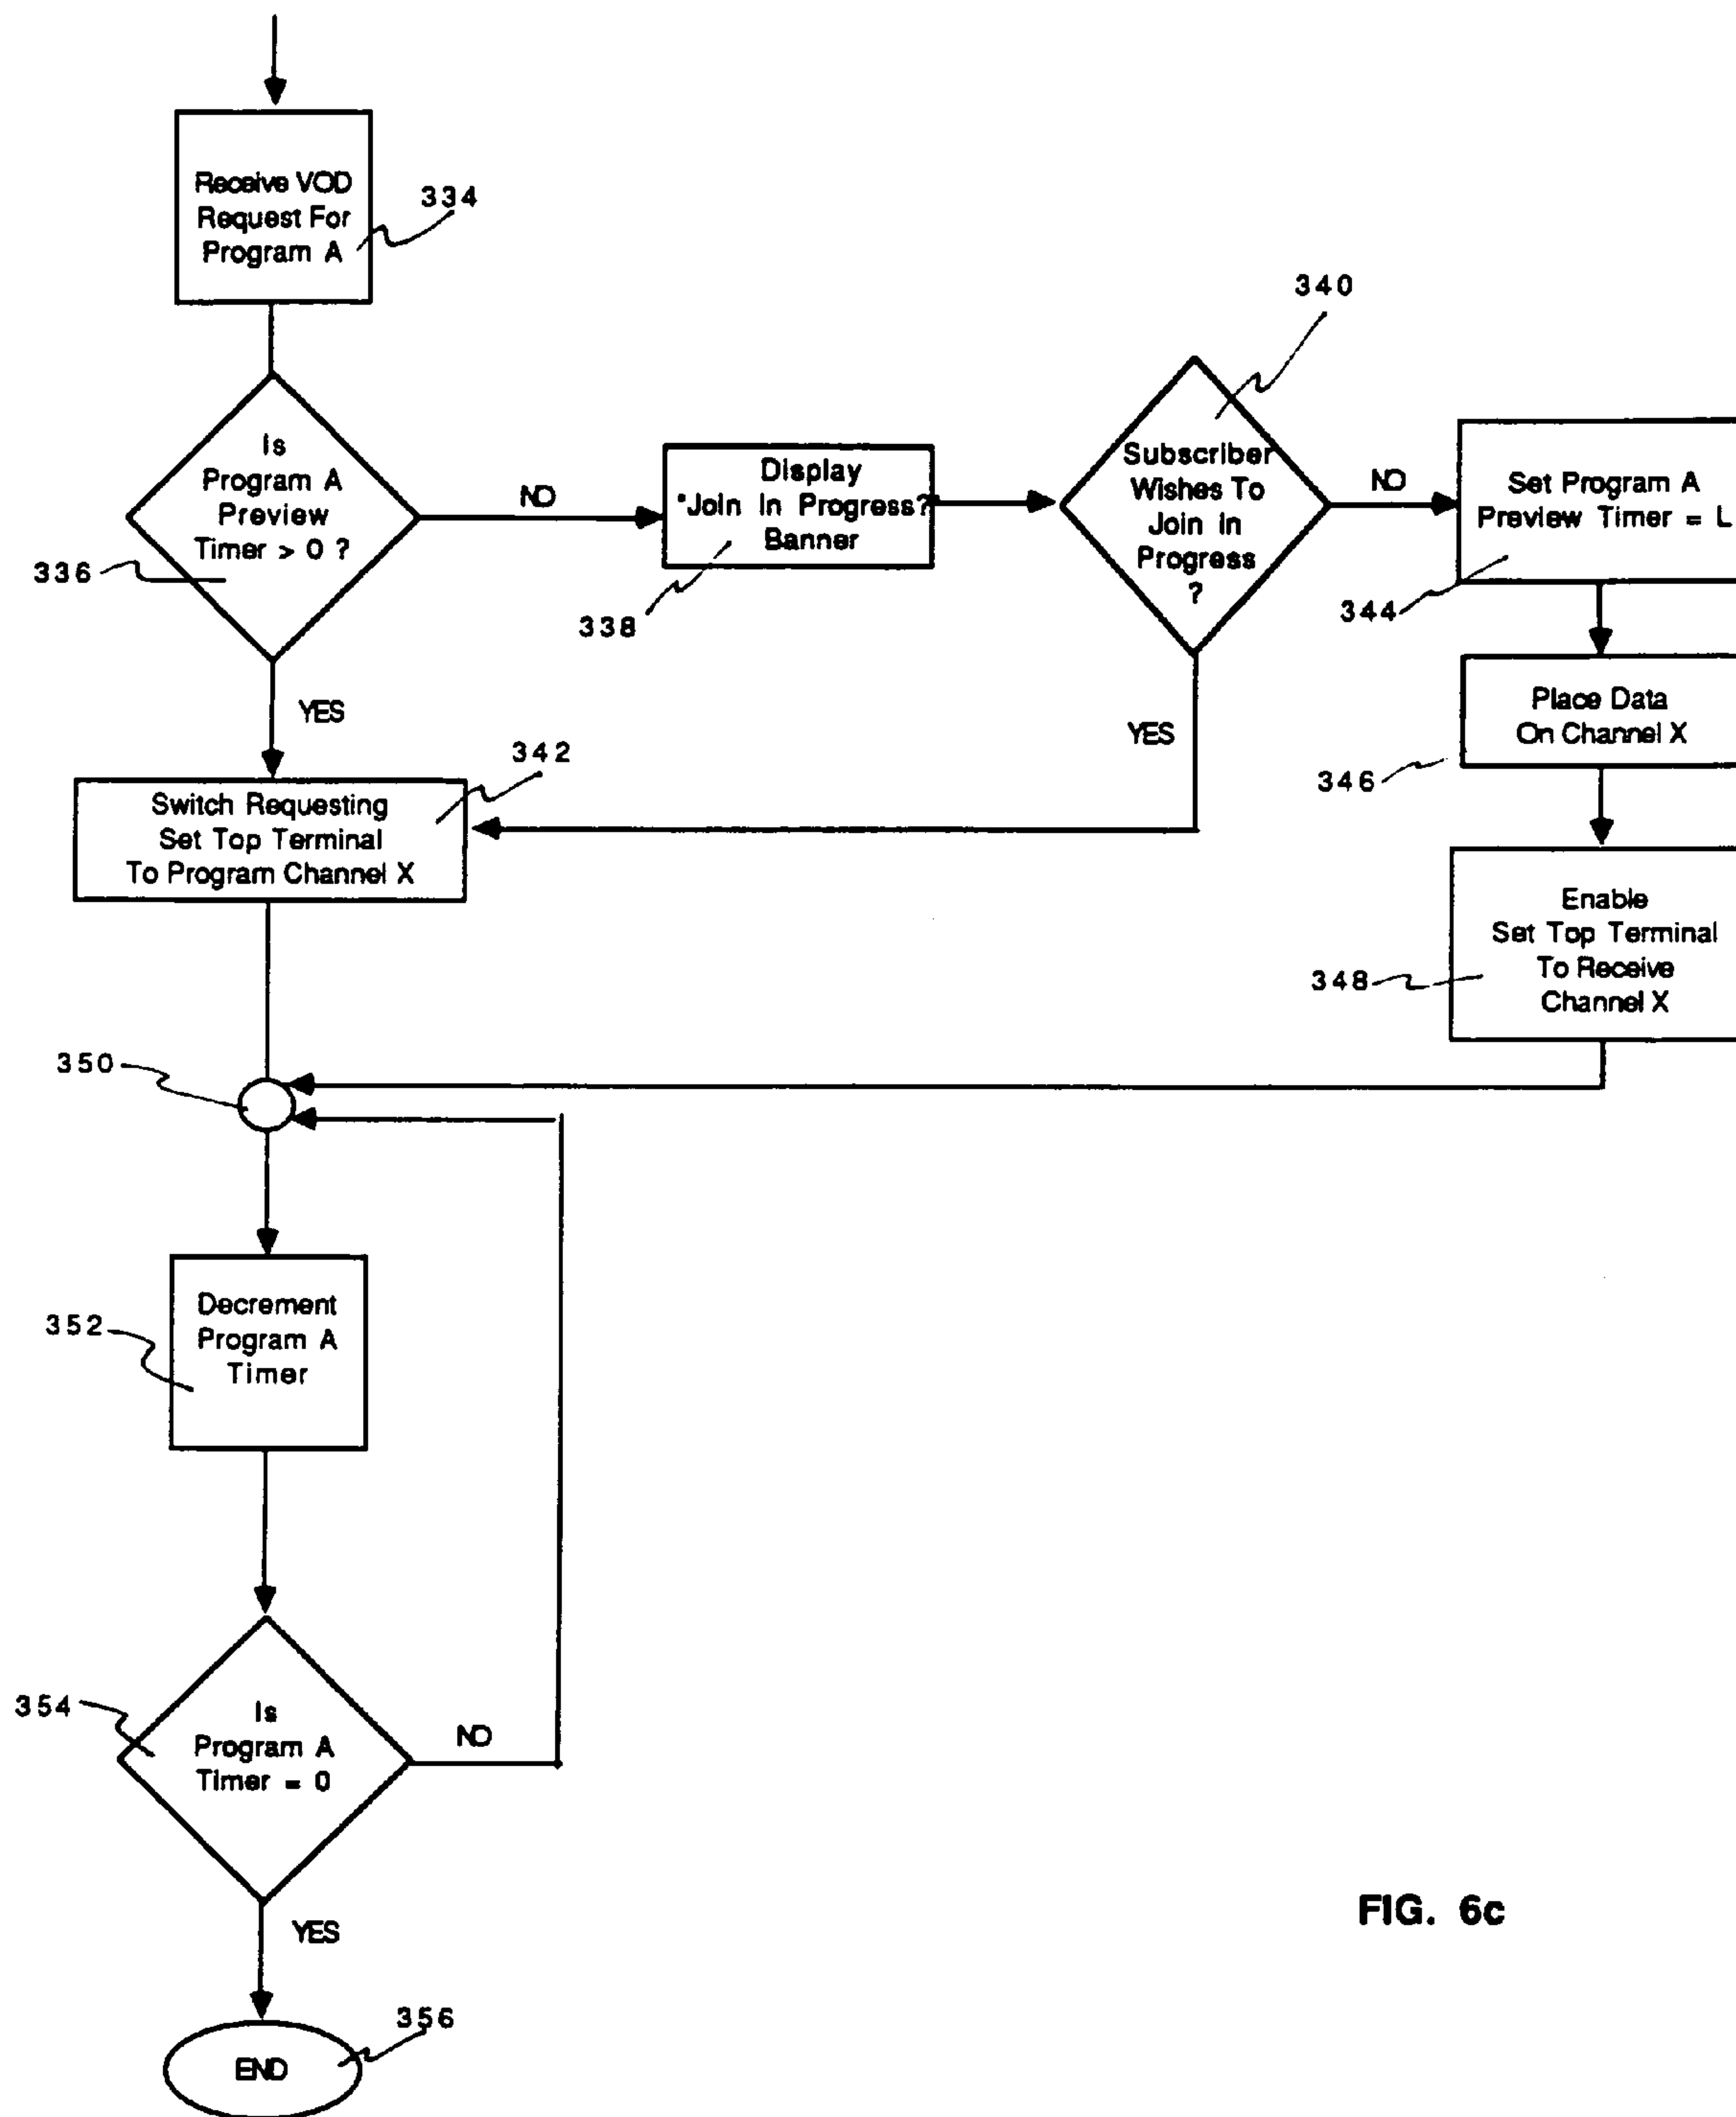 Receive VOD
Request For
Program A
334
Is
Program A
Preview
Timer > 0 ?
336
NO
YES
Display
"Join In Progress?
Banner
338
340
Subscriber
Wishes To
Join In
Progress
?
NO
YES
Set Program A
Preview Timer = L
344
Place Data
On Channel X
346
Enable
Set Top Terminal
To Receive
Channel X
348
342
Switch Requesting
Set Top Terminal
To Program Channel X
350
Decrement
Program A
Timer
352
354
Is
Program A
Timer = 0
NO
YES
END
356
FIG. 6c